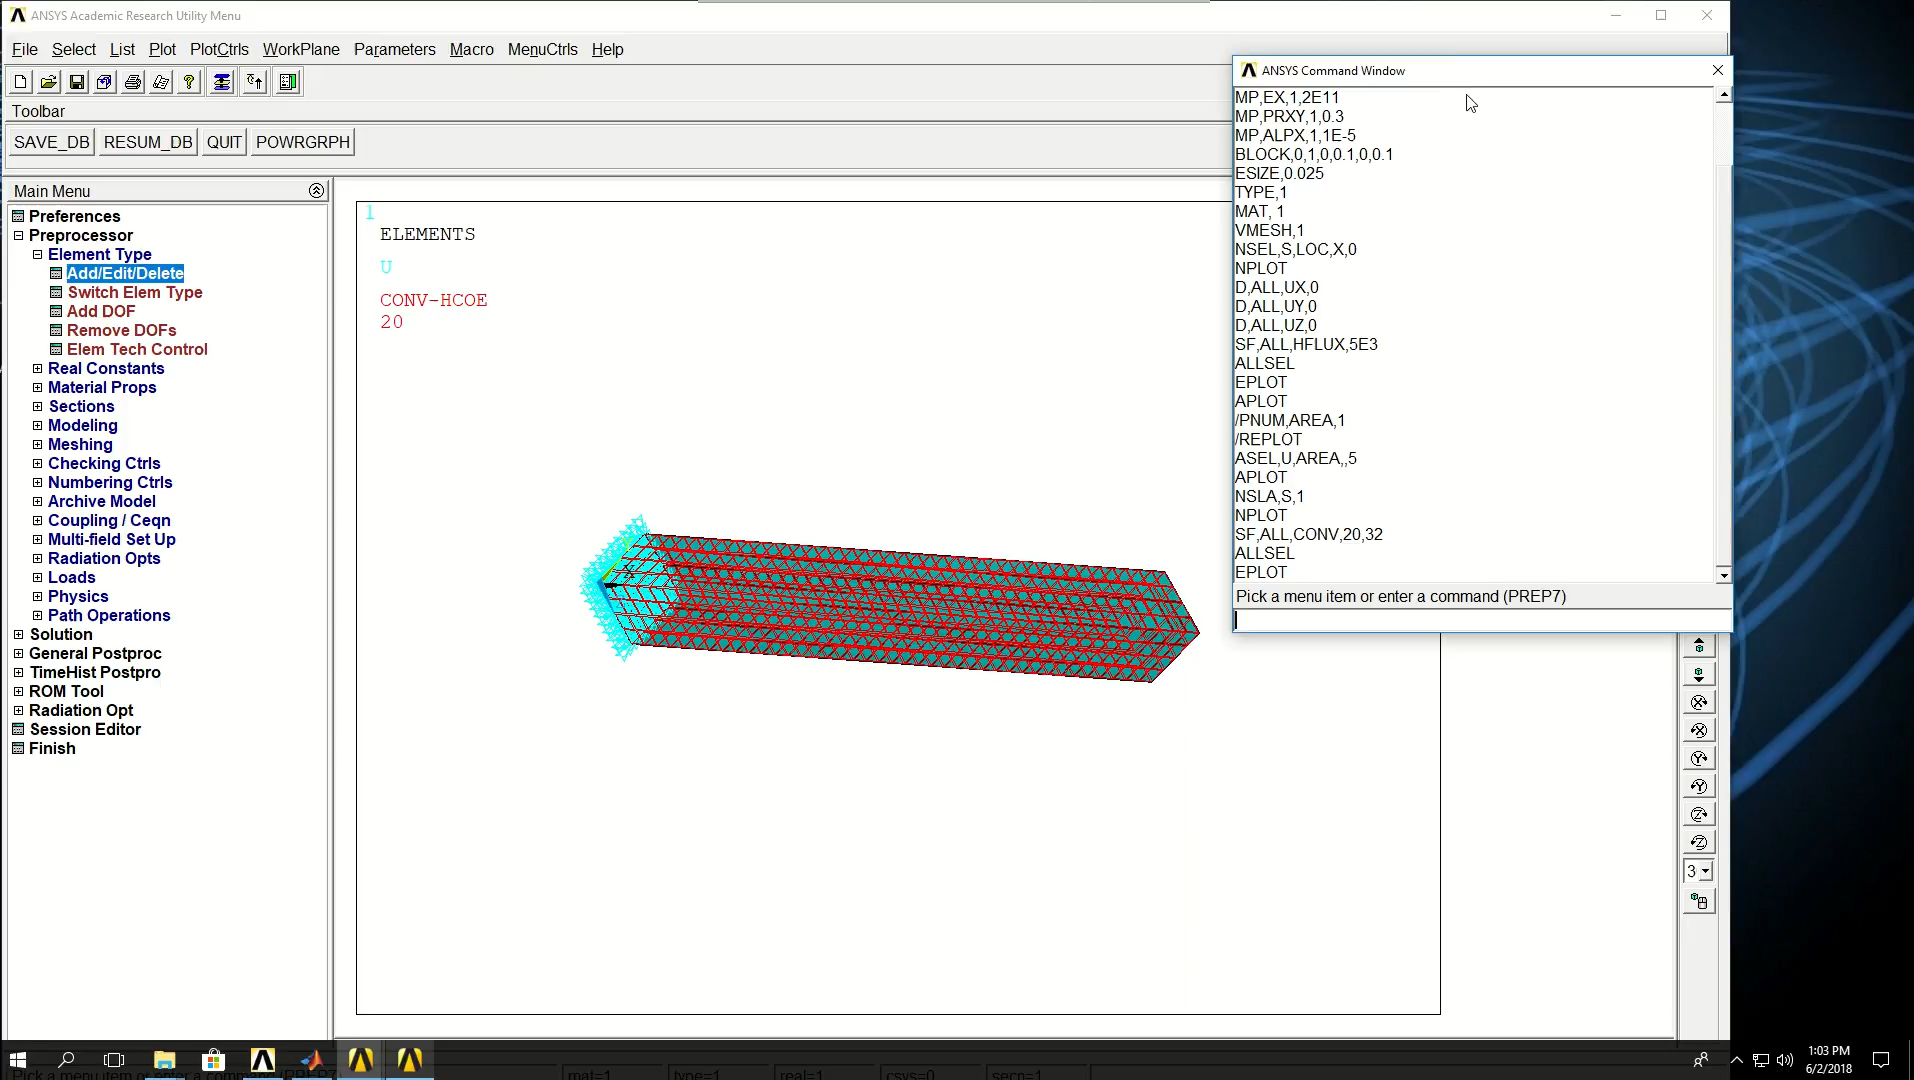 ANSYS Academic Research Utility Menu
File Select List Plot PlotCtrls WorkPlane Parameters Macro MenuCtrls Help
Toolbar
SAVE_DB RESUM_DB QUIT POWRGRPH
Main Menu
Preferences
Preprocessor
Element Type
Add/Edit/Delete
Switch Elem Type
Add DOF
Remove DOFs
Elem Tech Control
Real Constants
Material Props
Sections
Modeling
Meshing
Checking Ctrls
Numbering Ctrls
Archive Model
Coupling / Ceqn
Multi-field Set Up
Radiation Opts
Loads
Physics
Path Operations
Solution
General Postproc
TimeHist Postpro
ROM Tool
Radiation Opt
Session Editor
Finish
1
ELEMENTS
U
CONV-HCOE
20
ANSYS Command Window
MP,EX,1,2E11
MP,PRXY,1,0.3
MP,ALPX,1,1E-5
BLOCK,0,1,0,0.1,0,0.1
ESIZE,0.025
TYPE,1
MAT, 1
VMESH,1
NSEL,S,LOC,X,0
NPLOT
D,ALL,UX,0
D,ALL,UY,0
D,ALL,UZ,0
SF,ALL,HFLUX,5E3
ALLSEL
EPLOT
APLOT
/PNUM,AREA,1
/REPLOT
ASEL,U,AREA,,5
APLOT
NSLA,S,1
NPLOT
SF,ALL,CONV,20,32
ALLSEL
EPLOT
Pick a menu item or enter a command (PREP7)
3
Pick a menu item or enter a command (PREP7) mat=1 type=1 real=1 csys=0 secn=1
1:03 PM
6/2/2018